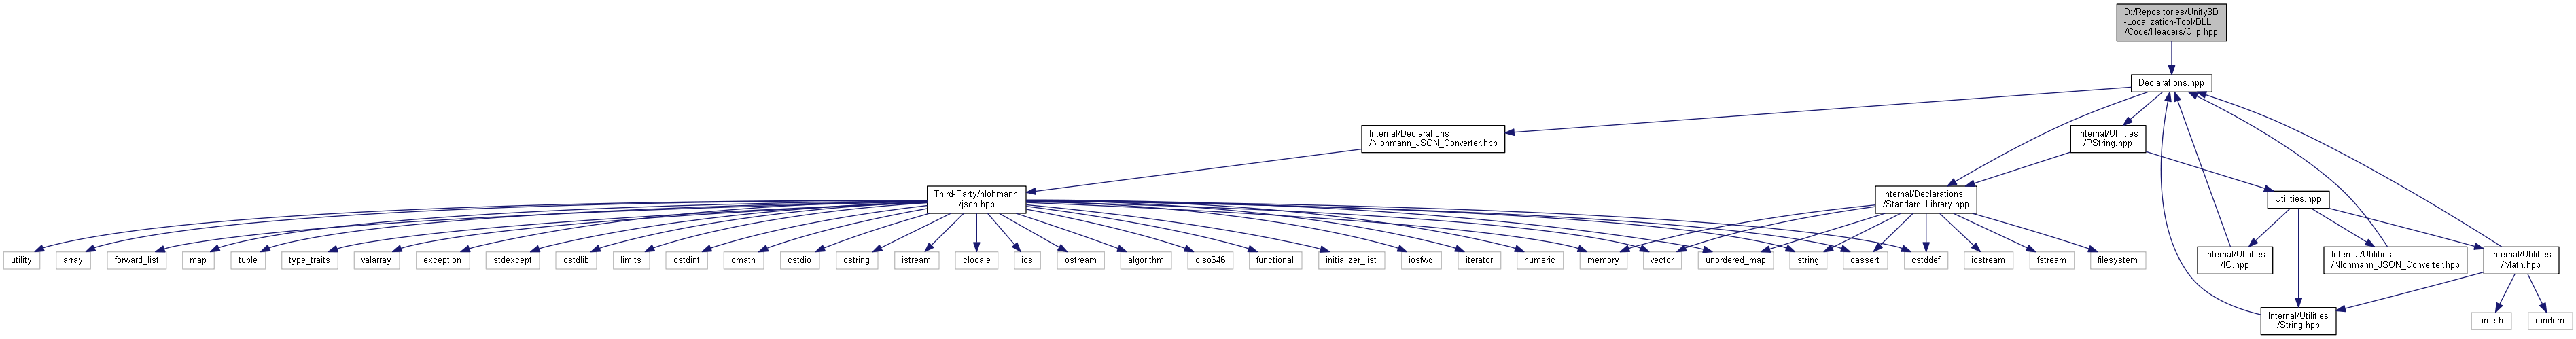 D:/Repositories/Unity3D
-Localization-Tool/DLL
/Code/Headers/Clip.hpp
Declarations.hpp
Internal/Declarations
/Nlohmann_JSON_Converter.hpp
Internal/Utilities
/PString.hpp
Third-Party/nlohmann
/json.hpp
Internal/Declarations
/Standard_Library.hpp
Utilities.hpp
utility
array
forward_list
map
tuple
type_traits
valarray
exception
stdexcept
cstdlib
limits
cstdint
cmath
cstdio
cstring
istream
clocale
ios
ostream
algorithm
ciso646
functional
initializer_list
iosfwd
iterator
numeric
memory
vector
unordered_map
string
cassert
cstddef
iostream
fstream
filesystem
Internal/Utilities
/IO.hpp
Internal/Utilities
/Nlohmann_JSON_Converter.hpp
Internal/Utilities
/Math.hpp
Internal/Utilities
/String.hpp
time.h
random